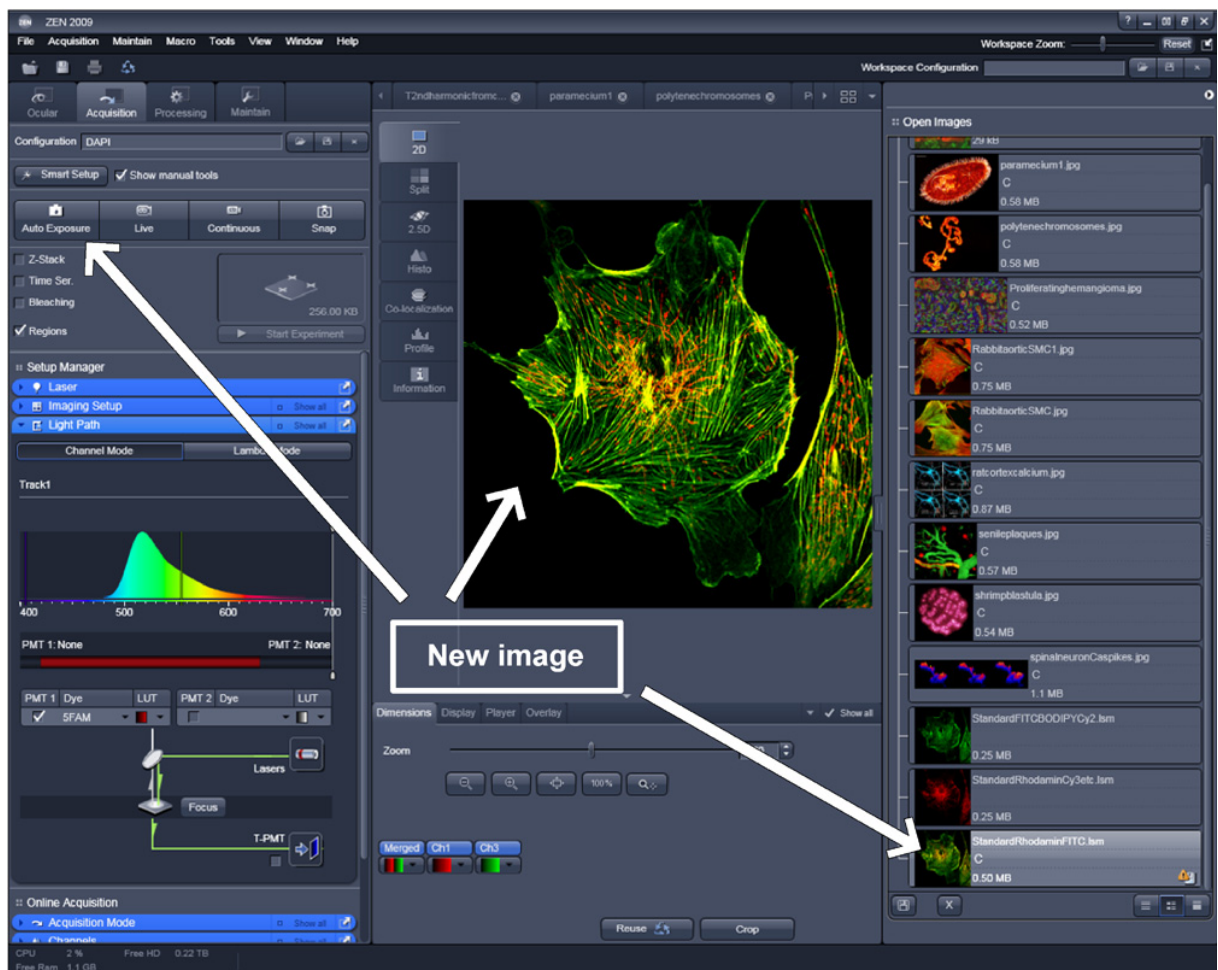 ZEN 2009
File Acquisition Maintain Macro Tools View Window Help
Workspace Zoom: Reset
Workspace Configuration
Ocular Acquisition Processing Maintain
Configuration DAPI
Smart Setup Show manual tools
Auto Exposure Live Continuous Snap
Z-Stack
Time Ser.
Bleaching
Regions
256.00 KB
Start Experiment
Setup Manager
Laser
Imaging Setup Show all
Light Path Show all
Channel Mode
Track1
400 500 600 700
PMT 1: None PMT 2: None
PMT 1 Dye LUT PMT 2 Dye LUT
5FAM
Lasers
Focus
T-PMT
Online Acquisition
Acquisition Mode Show all
Channels Show all
CPU 2 % Free HD 0.22 TB
Free Ram 1.1 GB
T2ndharmonicfromc... paramecium1 polytenechromosomes
2D
Split
2.5D
Histo
Co-localization
Profile
Information
New image
Dimensions Display Player Overlay Show all
Zoom
100%
Merged Ch1 Ch3
Reuse Crop
Open Images
29 kB
paramecium1.jpg
C
0.58 MB
polytenechromosomes.jpg
C
0.58 MB
Proliferatinghemangioma.jpg
C
0.52 MB
RabbitaorticSMC1.jpg
C
0.75 MB
RabbitaorticSMC.jpg
C
0.75 MB
ratcortexcalcium.jpg
C
0.87 MB
senileplaques.jpg
C
0.57 MB
shrimpblastula.jpg
C
0.54 MB
spinalneuronCaspikes.jpg
C
1.1 MB
StandardFITCBODIPYCy2.lsm
0.25 MB
StandardRhodaminCy3etc.lsm
0.25 MB
StandardRhodaminFITC.lsm
C
0.50 MB